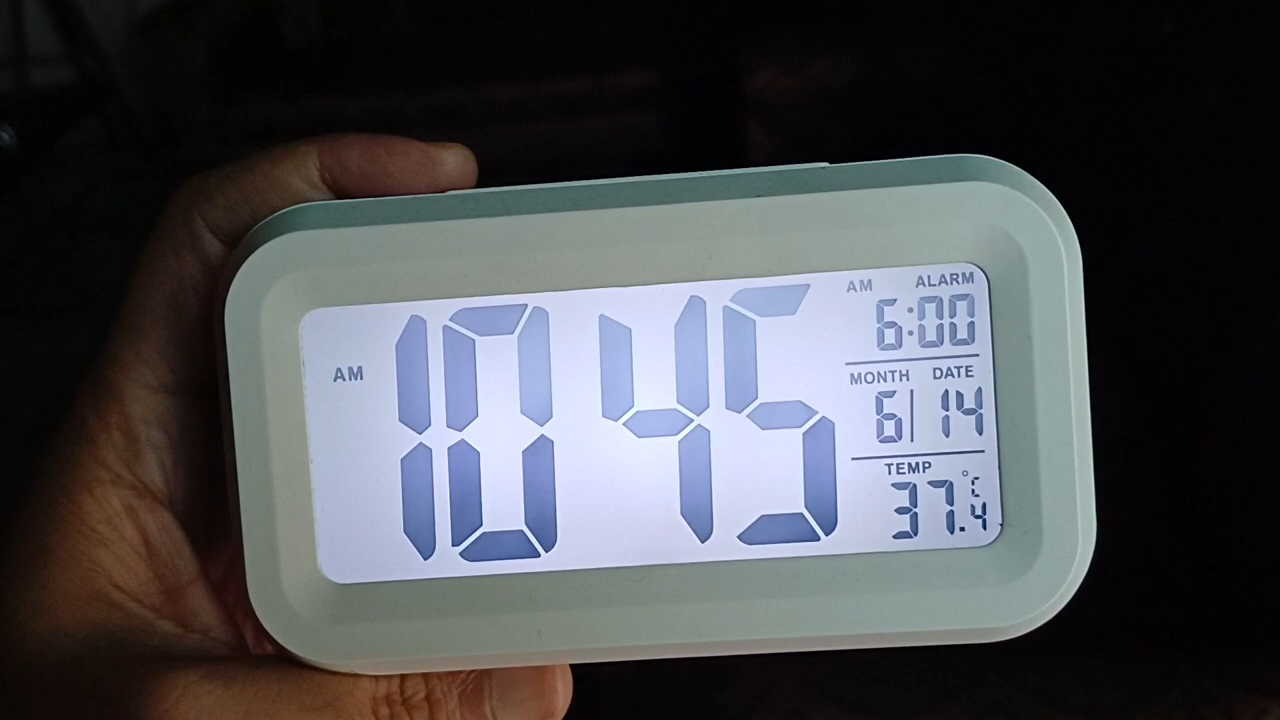 AM 10 45
AM ALARM
6:00
MONTH DATE
6 | 14
TEMP
37.4 °C